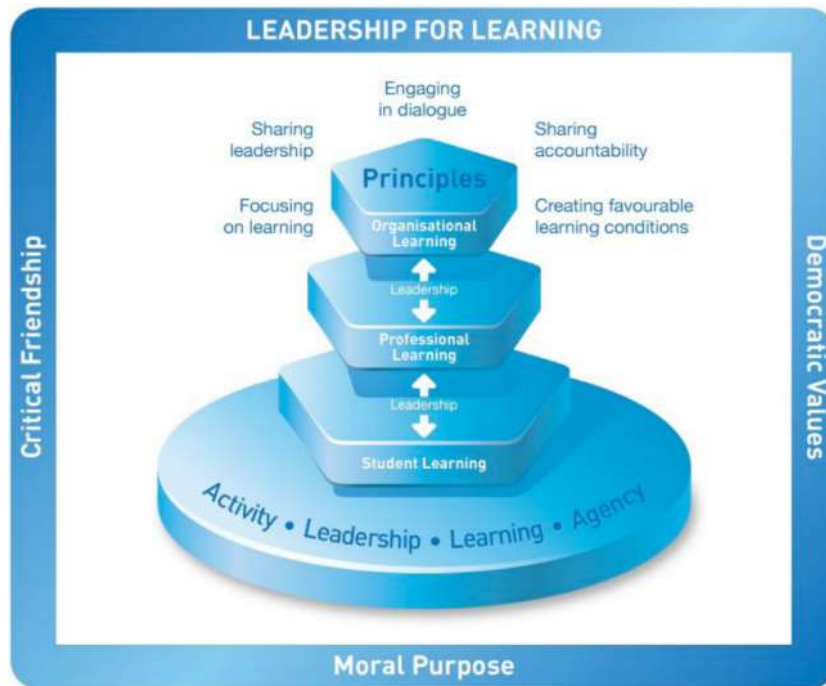 LEADERSHIP FOR LEARNING
Engaging
in dialogue
Sharing
leadership
Sharing
accountability
Principles
Focusing
on learning
Creating favourable
learning conditions
Organisational
Learning
Leadership
Professional
Learning
Leadership
Student Learning
Activity • Leadership • Learning • Agency
Critical Friendship
Democratic Values
Moral Purpose